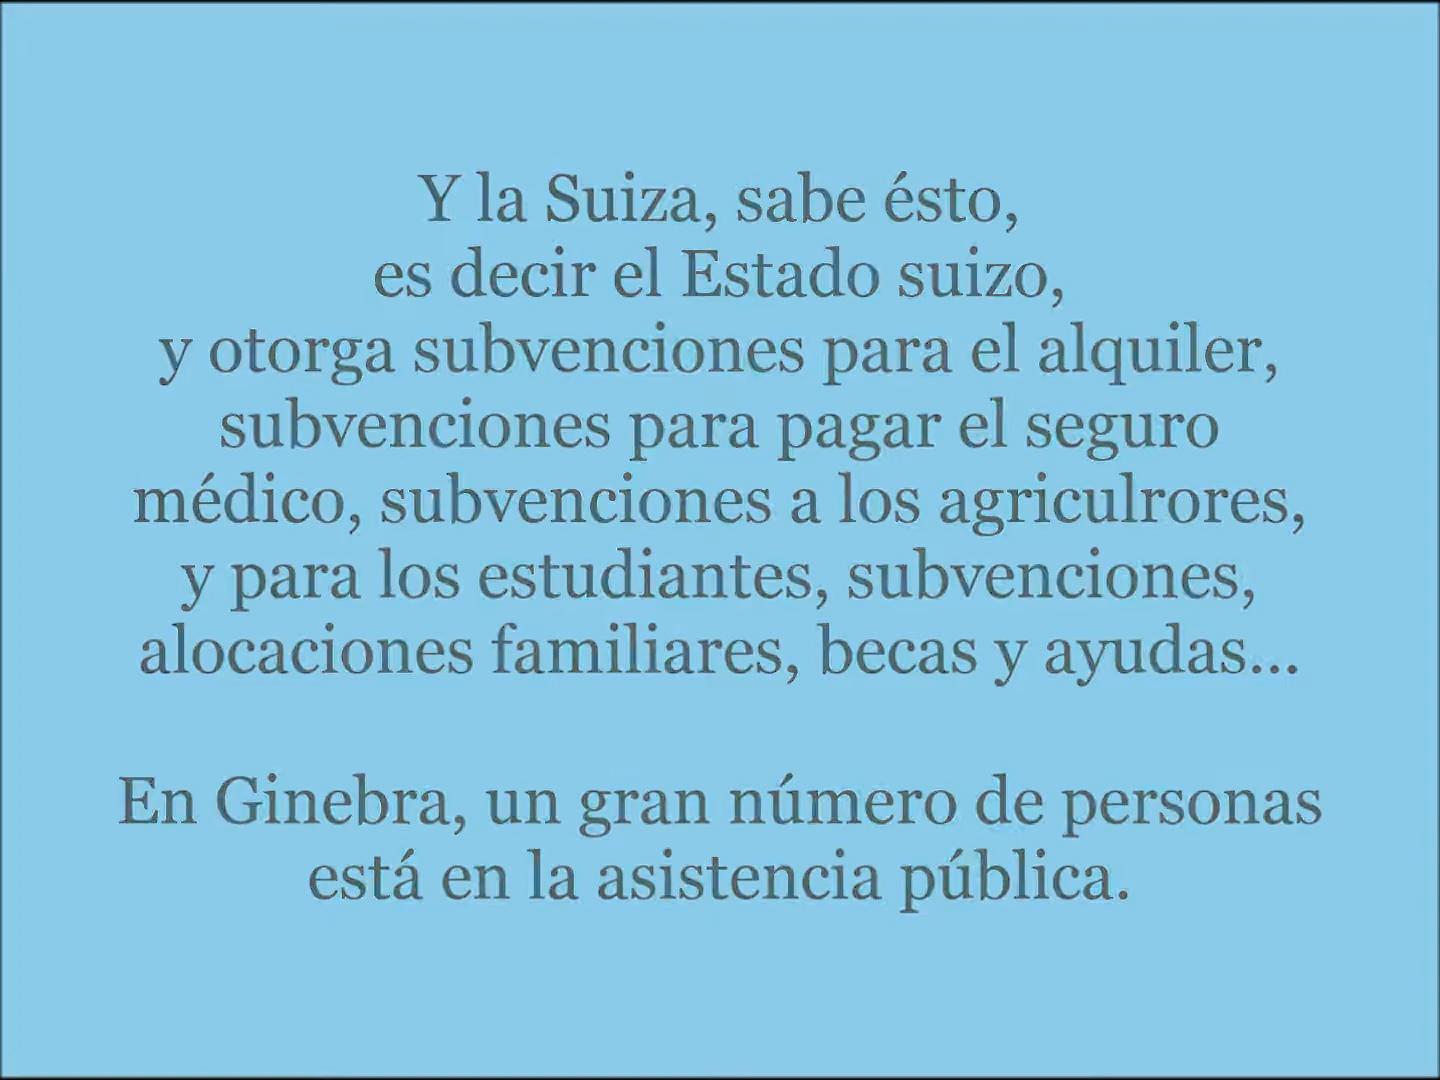 Y la Suiza, sabe ésto,
es decir el Estado suizo,
y otorga subvenciones para el alquiler,
subvenciones para pagar el seguro
médico, subvenciones a los agriculrores,
y para los estudiantes, subvenciones,
alocaciones familiares, becas y ayudas...
En Ginebra, un gran número de personas
está en la asistencia pública.